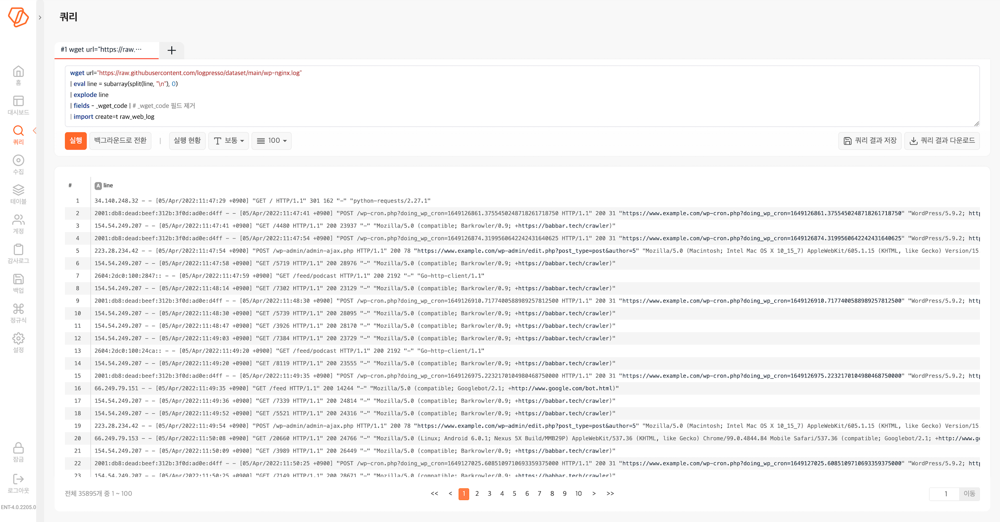 쿼리
#1 wget url="https://raw.…
wget url="https://raw.githubusercontent.com/logpresso/dataset/main/wp-nginx.log"
| eval line = subarray(split(line, "\n"), 0)
| explode line
| fields - _wget_code | # _wget_code 필드 제거
| import create=t raw_web_log
실행
백그라운드로 전환
|
실행 현황
보통
100
쿼리 결과 저장
쿼리 결과 다운로드
홈
대시보드
쿼리
수집
테이블
계정
감사로그
백업
정규식
설정
잠금
로그아웃
ENT-4.0.2205.0
# A line
1 34.140.248.32 - - [05/Apr/2022:11:47:29 +0900] "GET / HTTP/1.1" 301 162 "-" "python-requests/2.27.1"
2 2001:db8:dead:beef:312b:3f0d:ad0e:d4ff - - [05/Apr/2022:11:47:41 +0900] "POST /wp-cron.php?doing_wp_cron=1649126861.3755450248718261718750 HTTP/1.1" 200 31 "https://www.example.com/wp-cron.php?doing_wp_cron=1649126861.3755450248718261718750" "WordPress/5.9.2; http
3 154.54.249.207 - - [05/Apr/2022:11:47:41 +0900] "GET /4480 HTTP/1.1" 200 23937 "-" "Mozilla/5.0 (compatible; Barkrowler/0.9; +https://babbar.tech/crawler)"
4 2001:db8:dead:beef:312b:3f0d:ad0e:d4ff - - [05/Apr/2022:11:47:54 +0900] "POST /wp-cron.php?doing_wp_cron=1649126874.3199560642242431640625 HTTP/1.1" 200 31 "https://www.example.com/wp-cron.php?doing_wp_cron=1649126874.3199560642242431640625" "WordPress/5.9.2; http
5 223.28.234.42 - - [05/Apr/2022:11:47:54 +0900] "POST /wp-admin/admin-ajax.php HTTP/1.1" 200 78 "https://www.example.com/wp-admin/edit.php?post_type=post&author=5" "Mozilla/5.0 (Macintosh; Intel Mac OS X 10_15_7) AppleWebKit/605.1.15 (KHTML, like Gecko) Version/15.
6 154.54.249.207 - - [05/Apr/2022:11:47:58 +0900] "GET /5719 HTTP/1.1" 200 28976 "-" "Mozilla/5.0 (compatible; Barkrowler/0.9; +https://babbar.tech/crawler)"
7 2604:2dc0:100:2847:: - - [05/Apr/2022:11:47:59 +0900] "GET /feed/podcast HTTP/1.1" 200 2192 "-" "Go-http-client/1.1"
8 154.54.249.207 - - [05/Apr/2022:11:48:14 +0900] "GET /7302 HTTP/1.1" 200 23129 "-" "Mozilla/5.0 (compatible; Barkrowler/0.9; +https://babbar.tech/crawler)"
9 2001:db8:dead:beef:312b:3f0d:ad0e:d4ff - - [05/Apr/2022:11:48:30 +0900] "POST /wp-cron.php?doing_wp_cron=1649126910.7177400588989257812500 HTTP/1.1" 200 31 "https://www.example.com/wp-cron.php?doing_wp_cron=1649126910.7177400588989257812500" "WordPress/5.9.2; http
10 154.54.249.207 - - [05/Apr/2022:11:48:30 +0900] "GET /5739 HTTP/1.1" 200 28095 "-" "Mozilla/5.0 (compatible; Barkrowler/0.9; +https://babbar.tech/crawler)"
11 154.54.249.207 - - [05/Apr/2022:11:48:47 +0900] "GET /3926 HTTP/1.1" 200 28170 "-" "Mozilla/5.0 (compatible; Barkrowler/0.9; +https://babbar.tech/crawler)"
12 154.54.249.207 - - [05/Apr/2022:11:49:03 +0900] "GET /7384 HTTP/1.1" 200 23729 "-" "Mozilla/5.0 (compatible; Barkrowler/0.9; +https://babbar.tech/crawler)"
13 2604:2dc0:100:24ca:: - - [05/Apr/2022:11:49:20 +0900] "GET /feed/podcast HTTP/1.1" 200 2192 "-" "Go-http-client/1.1"
14 154.54.249.207 - - [05/Apr/2022:11:49:20 +0900] "GET /8119 HTTP/1.1" 200 23555 "-" "Mozilla/5.0 (compatible; Barkrowler/0.9; +https://babbar.tech/crawler)"
15 2001:db8:dead:beef:312b:3f0d:ad0e:d4ff - - [05/Apr/2022:11:49:35 +0900] "POST /wp-cron.php?doing_wp_cron=1649126975.2232170104980468750000 HTTP/1.1" 200 31 "https://www.example.com/wp-cron.php?doing_wp_cron=1649126975.2232170104980468750000" "WordPress/5.9.2; http
16 66.249.79.151 - - [05/Apr/2022:11:49:35 +0900] "GET /feed HTTP/1.1" 200 14244 "-" "Mozilla/5.0 (compatible; Googlebot/2.1; +http://www.google.com/bot.html)"
17 154.54.249.207 - - [05/Apr/2022:11:49:36 +0900] "GET /7339 HTTP/1.1" 200 24814 "-" "Mozilla/5.0 (compatible; Barkrowler/0.9; +https://babbar.tech/crawler)"
18 154.54.249.207 - - [05/Apr/2022:11:49:52 +0900] "GET /5521 HTTP/1.1" 200 24316 "-" "Mozilla/5.0 (compatible; Barkrowler/0.9; +https://babbar.tech/crawler)"
19 223.28.234.42 - - [05/Apr/2022:11:49:54 +0900] "POST /wp-admin/admin-ajax.php HTTP/1.1" 200 78 "https://www.example.com/wp-admin/edit.php?post_type=post&author=5" "Mozilla/5.0 (Macintosh; Intel Mac OS X 10_15_7) AppleWebKit/605.1.15 (KHTML, like Gecko) Version/15.
20 66.249.79.153 - - [05/Apr/2022:11:50:08 +0900] "GET /20660 HTTP/1.1" 200 24766 "-" "Mozilla/5.0 (Linux; Android 6.0.1; Nexus 5X Build/MMB29P) AppleWebKit/537.36 (KHTML, like Gecko) Chrome/99.0.4844.84 Mobile Safari/537.36 (compatible; Googlebot/2.1; +http://www.go
21 154.54.249.207 - - [05/Apr/2022:11:50:09 +0900] "GET /3989 HTTP/1.1" 200 26449 "-" "Mozilla/5.0 (compatible; Barkrowler/0.9; +https://babbar.tech/crawler)"
22 2001:db8:dead:beef:312b:3f0d:ad0e:d4ff - - [05/Apr/2022:11:50:25 +0900] "POST /wp-cron.php?doing_wp_cron=1649127025.6085109710693359375000 HTTP/1.1" 200 31 "https://www.example.com/wp-cron.php?doing_wp_cron=1649127025.6085109710693359375000" "WordPress/5.9.2; http
23 154.54.249.207 - - [05/Apr/2022:11:50:25 +0900] "GET /7149 HTTP/1.1" 200 28671 "-" "Mozilla/5.0 (compatible; Barkrowler/0.9; +https://babbar.tech/crawler)"
전체 35895개 중 1 ~ 100
<< < 1 2 3 4 5 6 7 8 9 10 > >>
1 이동